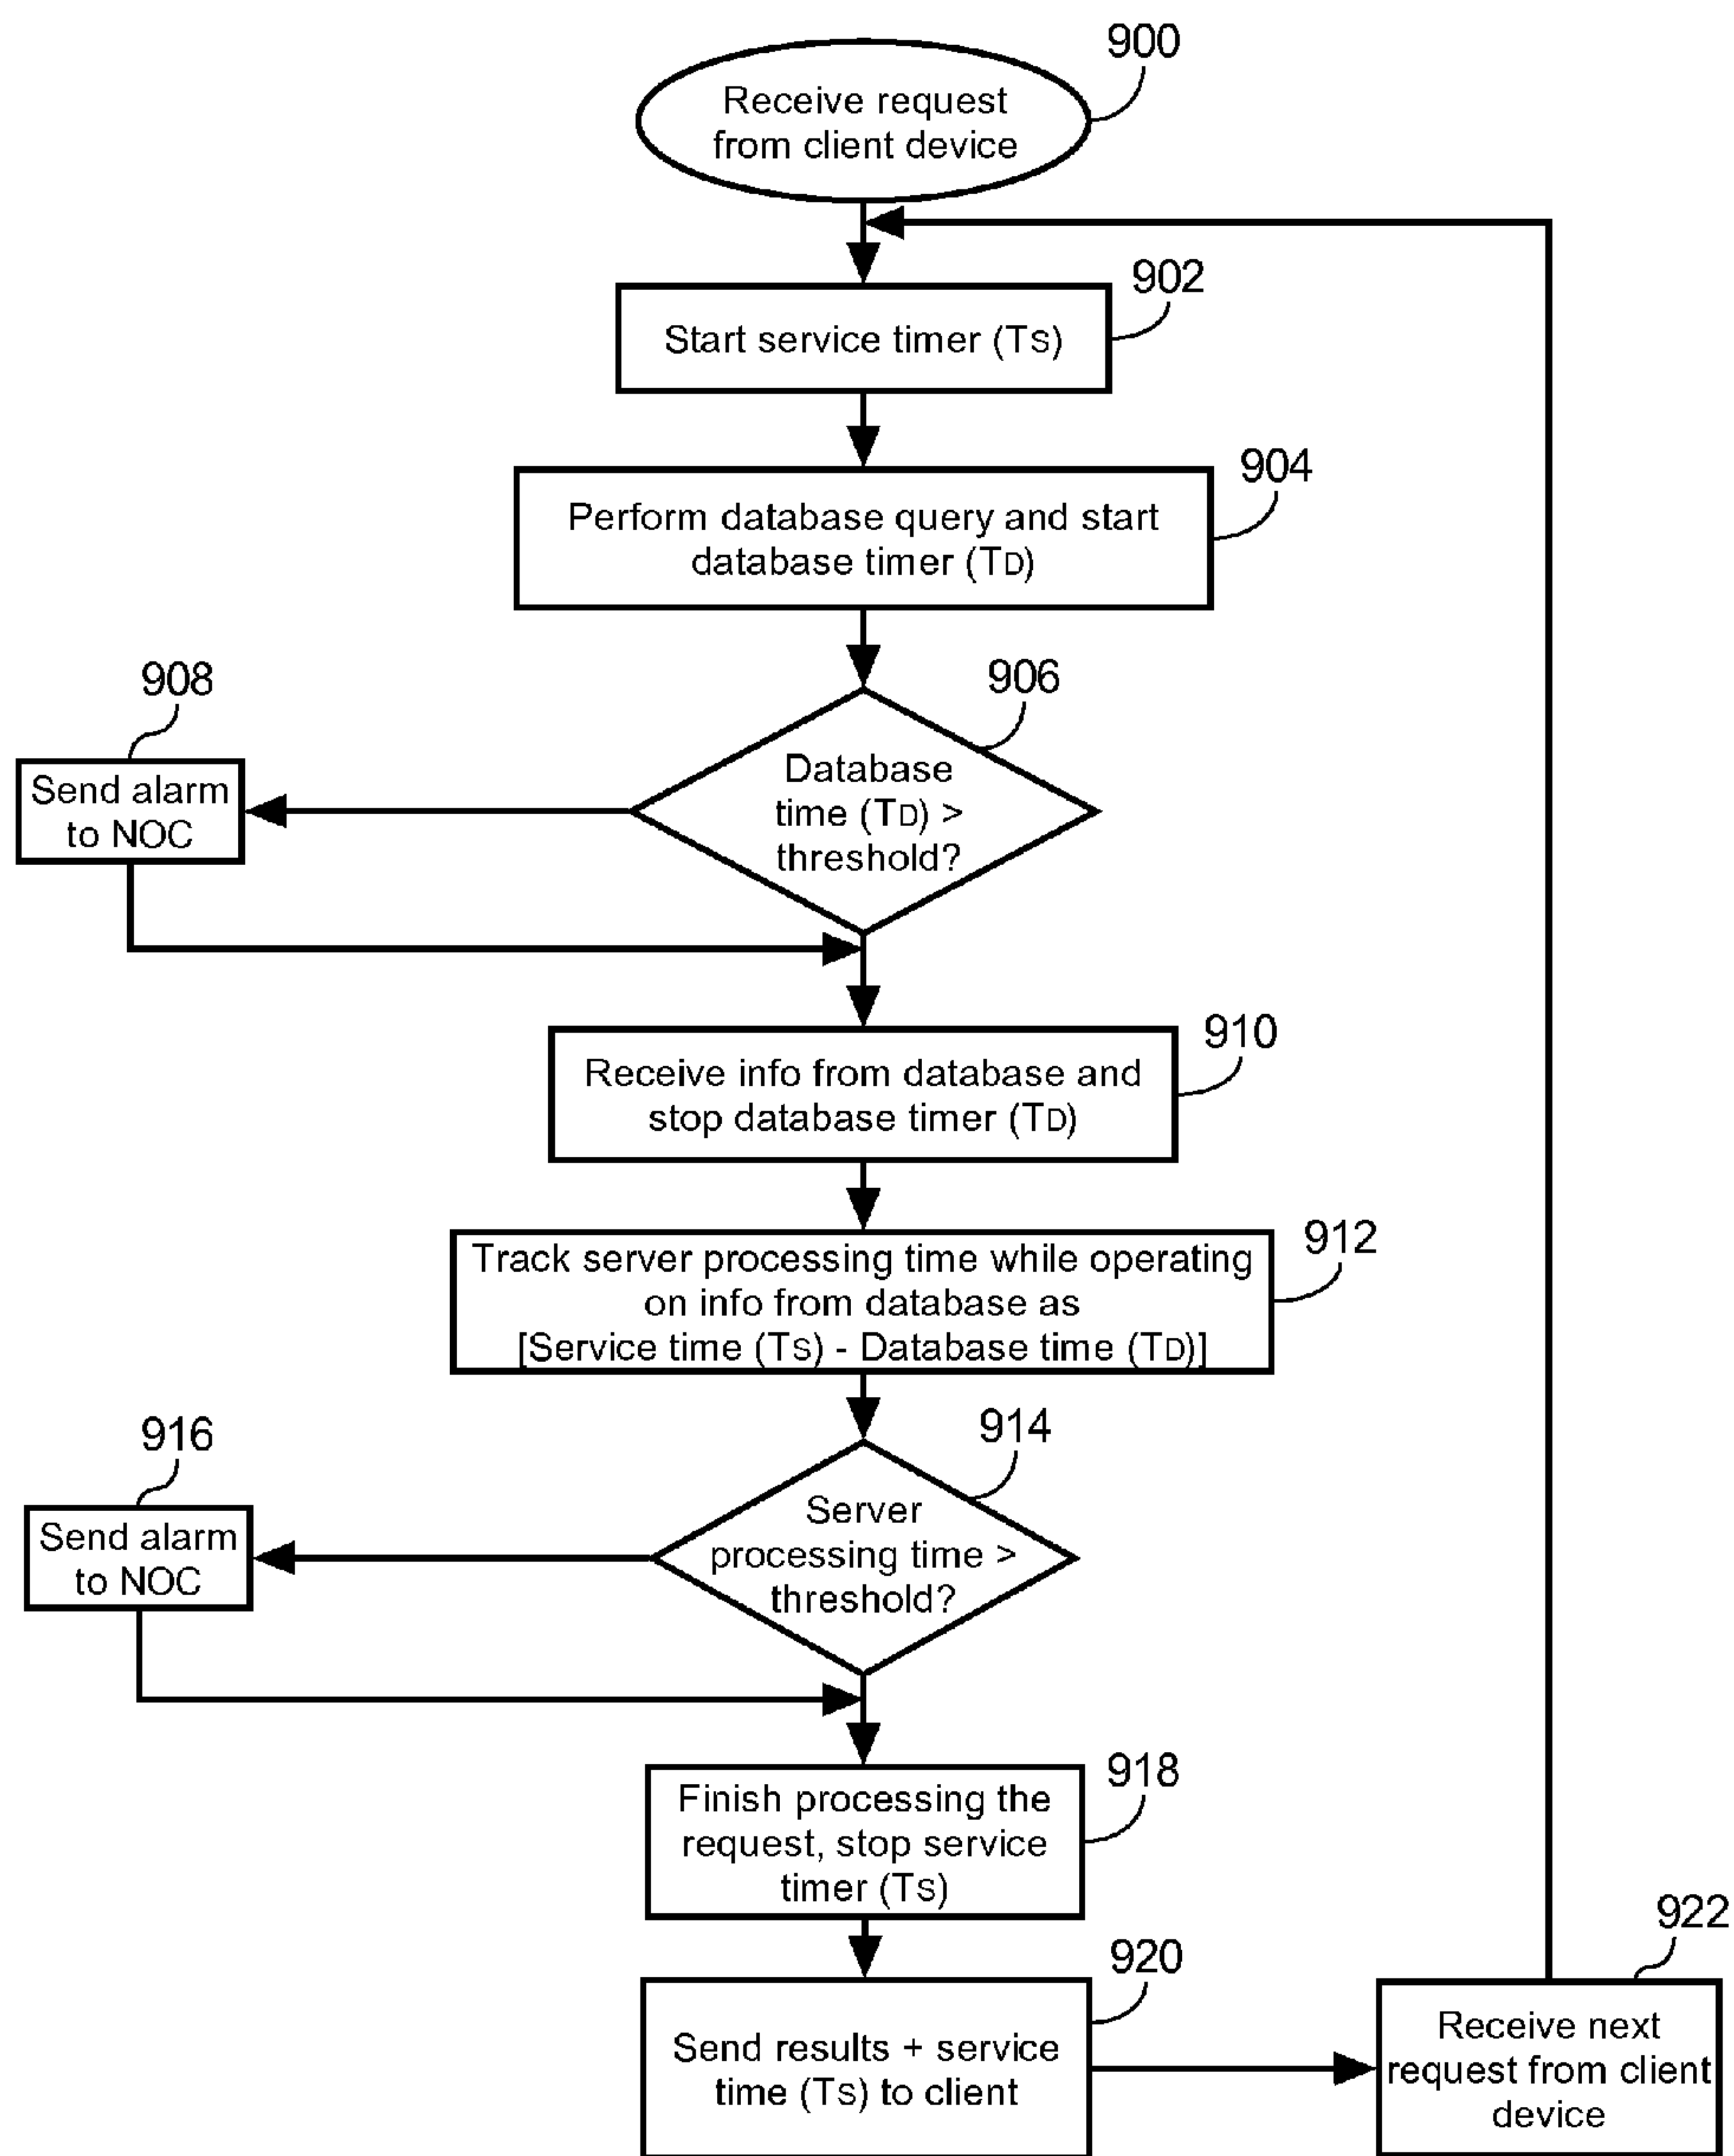 900
Receive request
from client device
902
Start service timer (Ts)
904
Perform database query and start
database timer (TD)
906
Database
time (TD) >
threshold?
908
Send alarm
to NOC
910
Receive info from database and
stop database timer (TD)
912
Track server processing time while operating
on info from database as
[Service time (Ts) - Database time (TD)]
914
Server
processing time >
threshold?
916
Send alarm
to NOC
918
Finish processing the
request, stop service
timer (Ts)
920
Send results + service
time (Ts) to client
922
Receive next
request from client
device